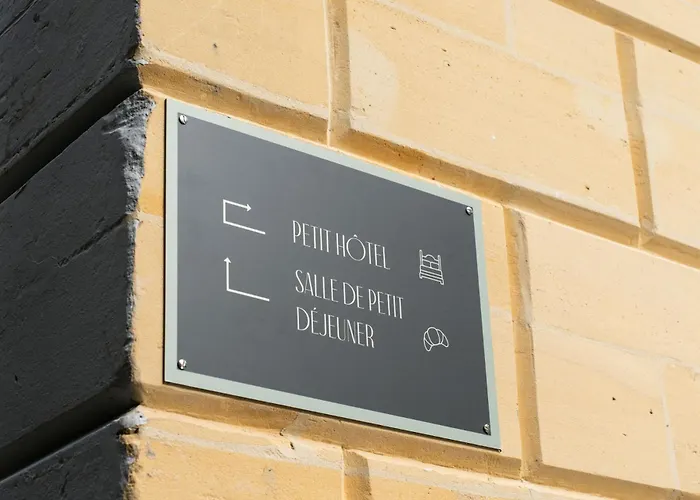 PETIT HÔTEL
SALLE DE PETIT
DÉJEUNER